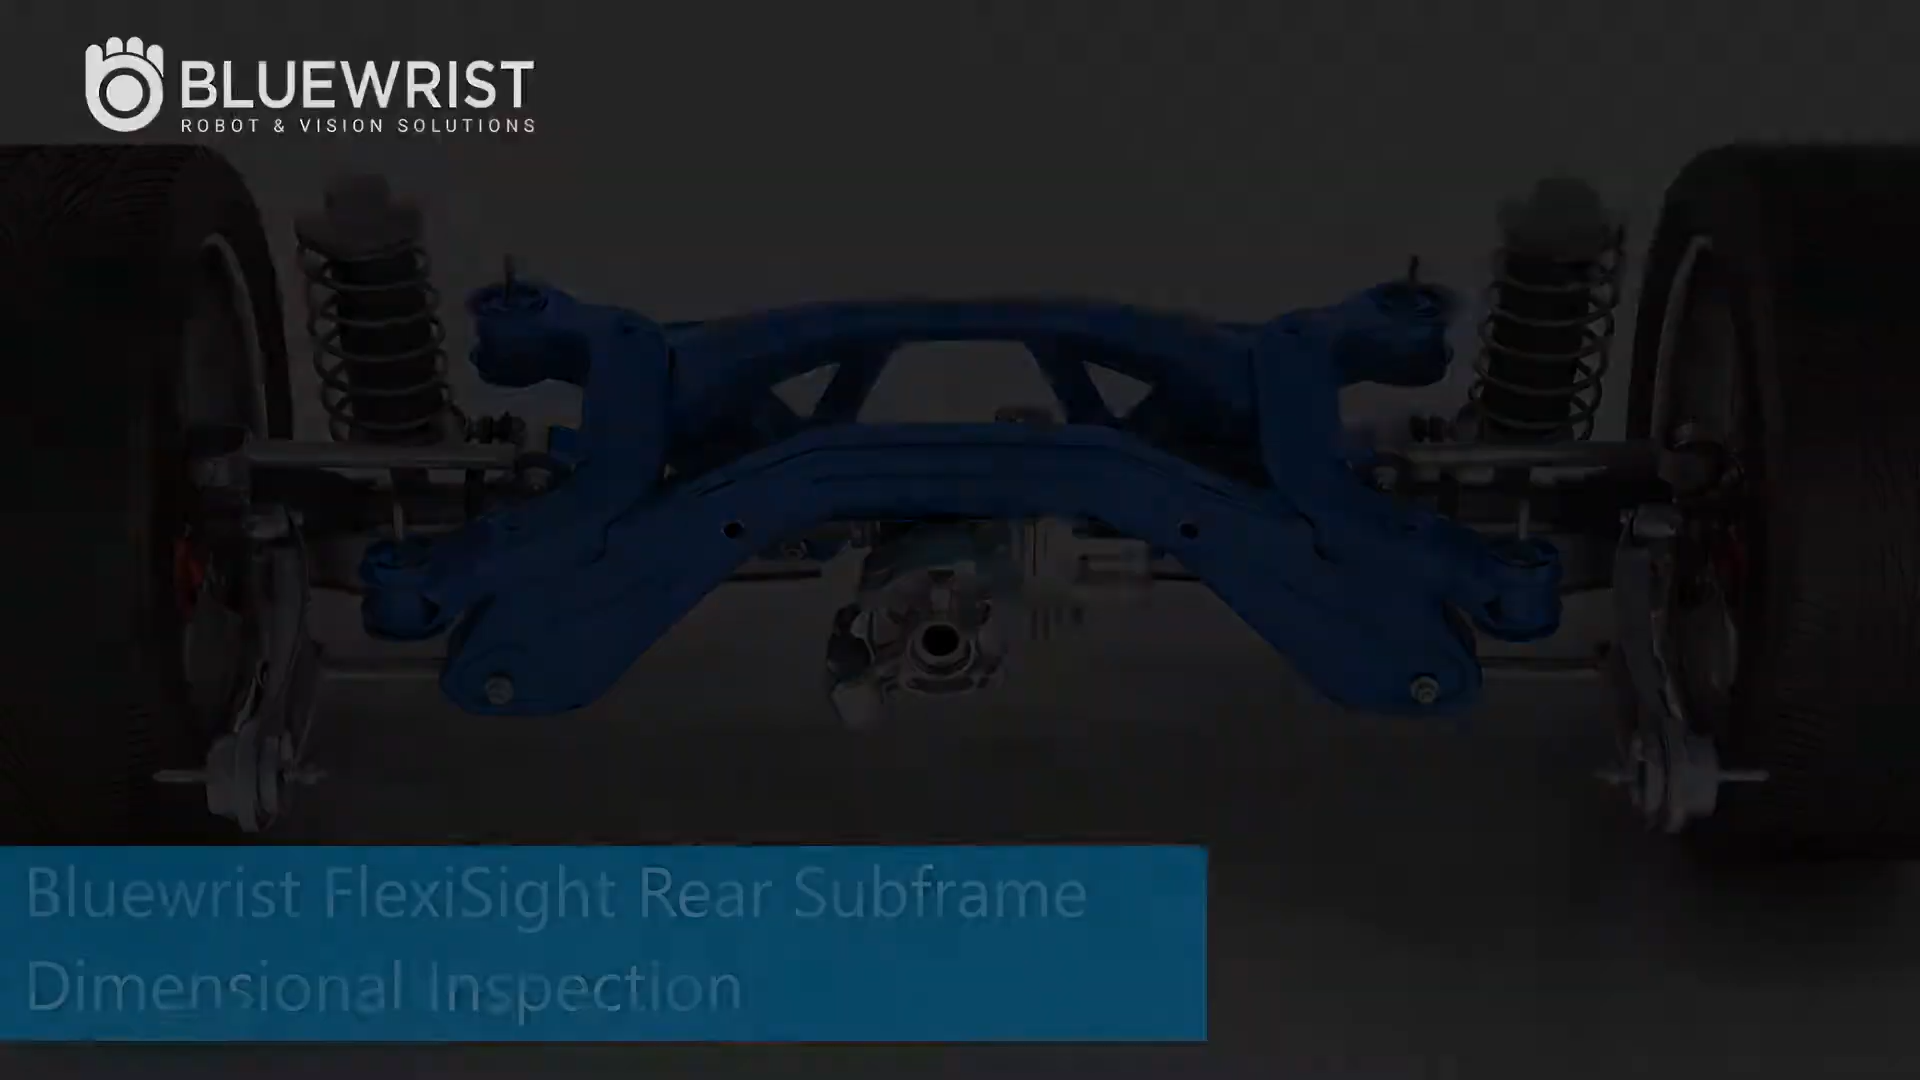 BLUEWRIST
ROBOT & VISION SOLUTIONS
Bluewrist FlexiSight Rear Subframe
Dimensional Inspection